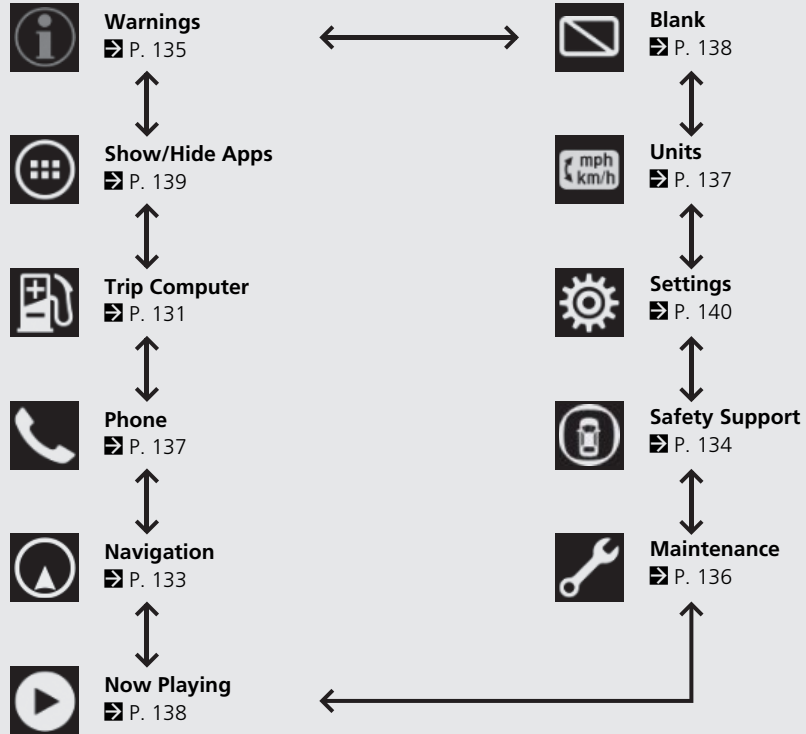 Warnings
P. 135
Show/Hide Apps
P. 139
Trip Computer
P. 131
Phone
P. 137
Navigation
P. 133
Now Playing
P. 138
Blank
P. 138
mph
km/h
Units
P. 137
Settings
P. 140
Safety Support
P. 134
Maintenance
P. 136